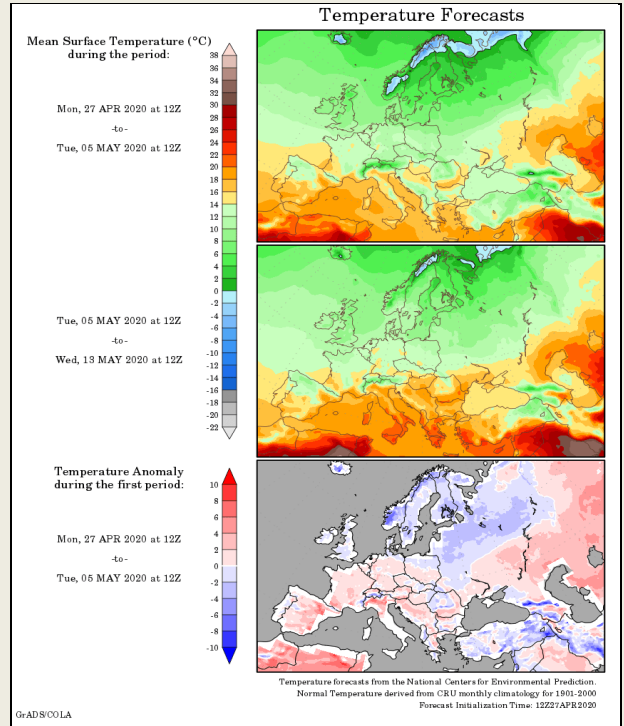 Temperature Forecasts
Mean Surface Temperature (°C)
during the period:
Mon, 27 APR 2020 at 12Z
-to-
Tue, 05 MAY 2020 at 12Z
Tue, 05 MAY 2020 at 12Z
-to-
Wed, 13 MAY 2020 at 12Z
38
36
34
32
30
28
26
24
22
20
18
16
14
12
10
8
6
4
2
0
-2
-4
-6
-8
-10
-12
-14
-16
-18
-20
-22
Temperature Anomaly
during the first period:
Mon, 27 APR 2020 at 12Z
-to-
Tue, 05 MAY 2020 at 12Z
10
8
6
4
2
0
-2
-4
-6
-8
-10
Temperature forecasts from the National Centers for Environmental Prediction.
Normal Temperature derived from CRU monthly climatology for 1901-2000
Forecast Initialization Time: 12Z27APR2020
GrADS/COLA